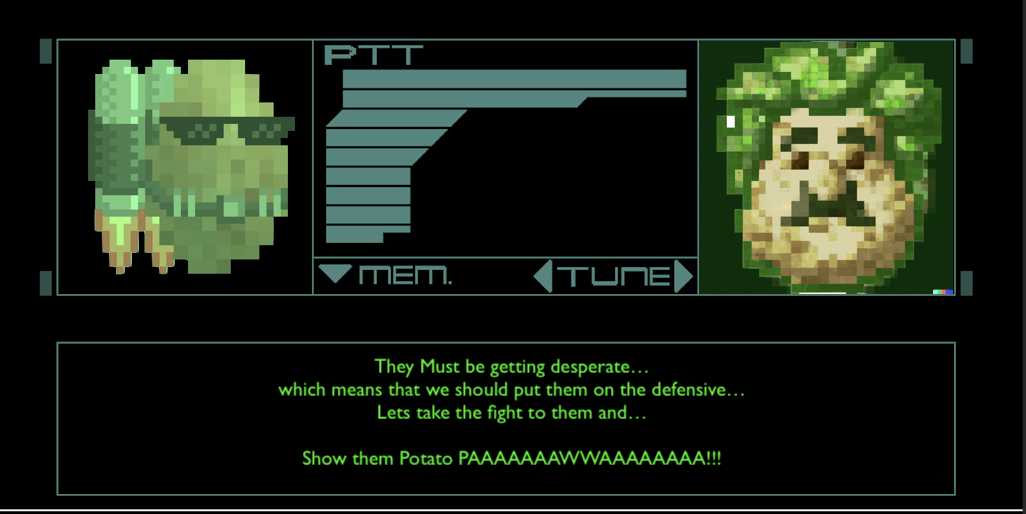 PTT
MEM.
TUNE
They Must be getting desperate...
which means that we should put them on the defensive...
Lets take the fight to them and...
Show them Potato PAAAAAAAWWAAAAAAAA!!!